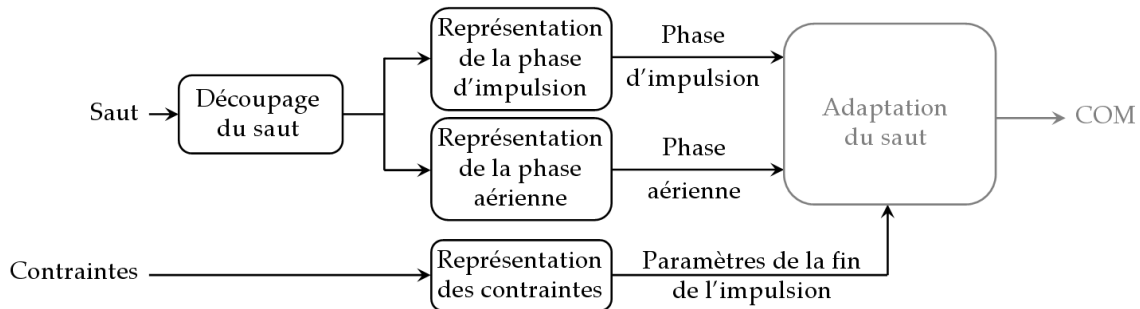 Saut
Découpage
du saut
Représentation
de la phase
d'impulsion
Phase
d'impulsion
Représentation
de la phase
aérienne
Phase
aérienne
Adaptation
du saut
COM
Contraintes
Représentation
des contraintes
Paramètres de la fin
de l'impulsion